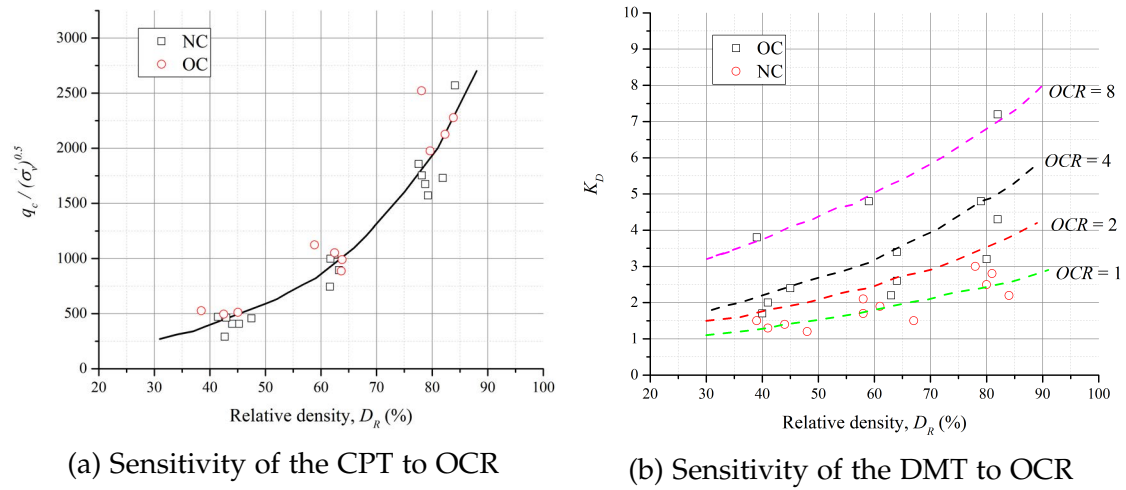 3000
2500
2000
1500
1000
500
0
20
30
40
50
60
70
80
90
100
q_c / (σ'_v)^0.5
Relative density, D_R (%)
NC
OC
(a) Sensitivity of the CPT to OCR
10
9
8
7
6
5
4
3
2
1
0
20
30
40
50
60
70
80
90
100
K_D
Relative density, D_R (%)
OC
NC
OCR = 8
OCR = 4
OCR = 2
OCR = 1
(b) Sensitivity of the DMT to OCR